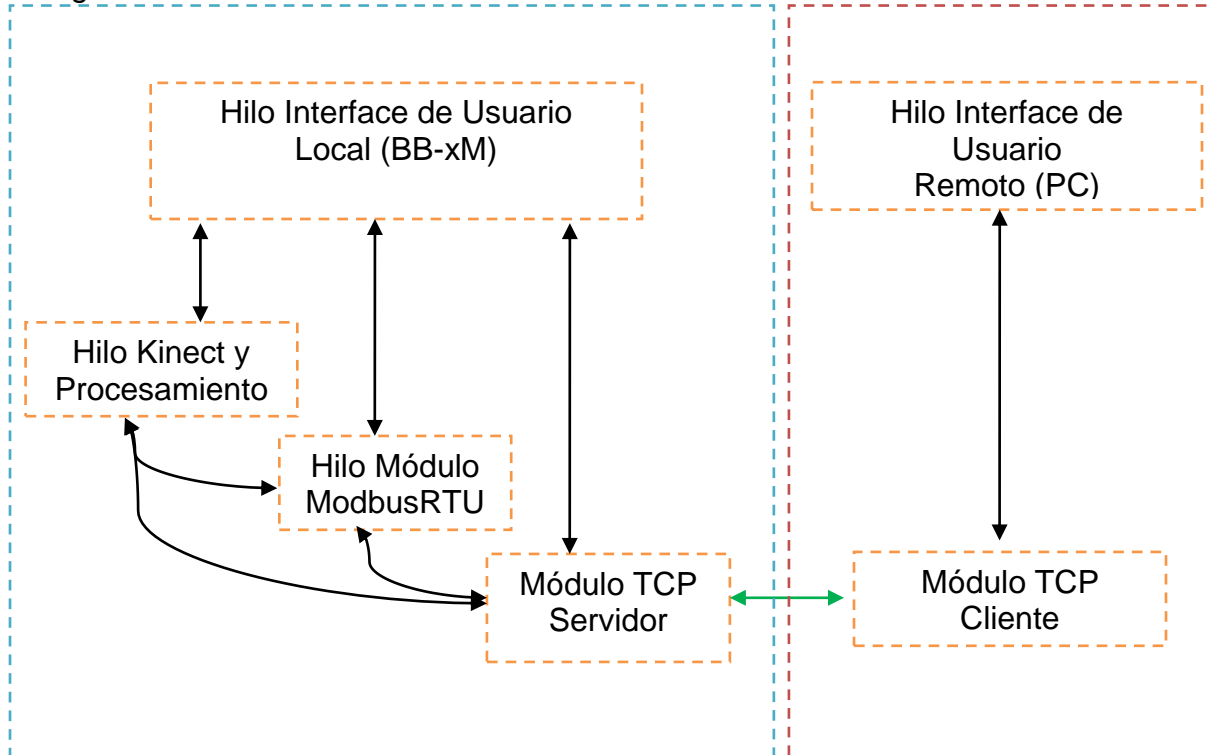 Hilo Interface de Usuario
Local (BB-xM)
Hilo Interface de
Usuario
Remoto (PC)
Hilo Kinect y
Procesamiento
Hilo Módulo
ModbusRTU
Módulo TCP
Servidor
Módulo TCP
Cliente